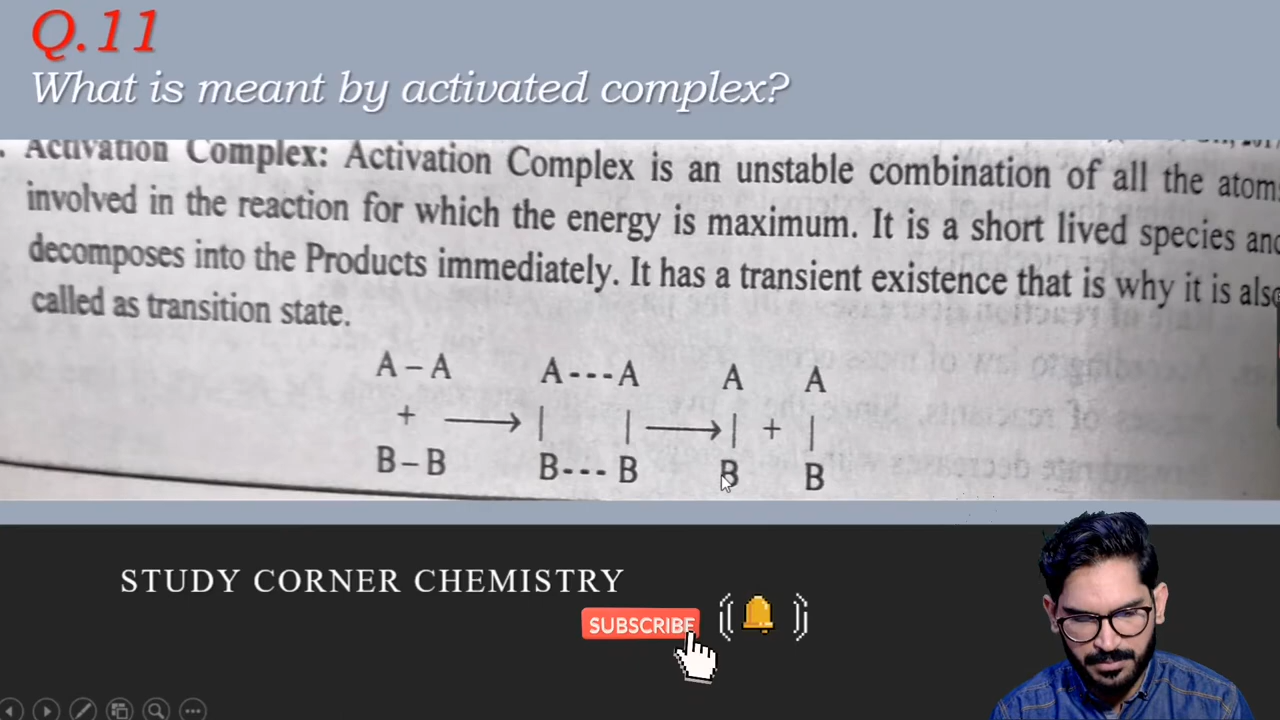 Q.11
What is meant by activated complex?
Activation Complex: Activation Complex is an unstable combination of all the atom
involved in the reaction for which the energy is maximum. It is a short lived species and
decomposes into the Products immediately. It has a transient existence that is why it is also
called as transition state.
A – A A - - - A A A
+ ⟶ | | ⟶ | + |
B – B B - - - B B B
STUDY CORNER CHEMISTRY
SUBSCRIBE